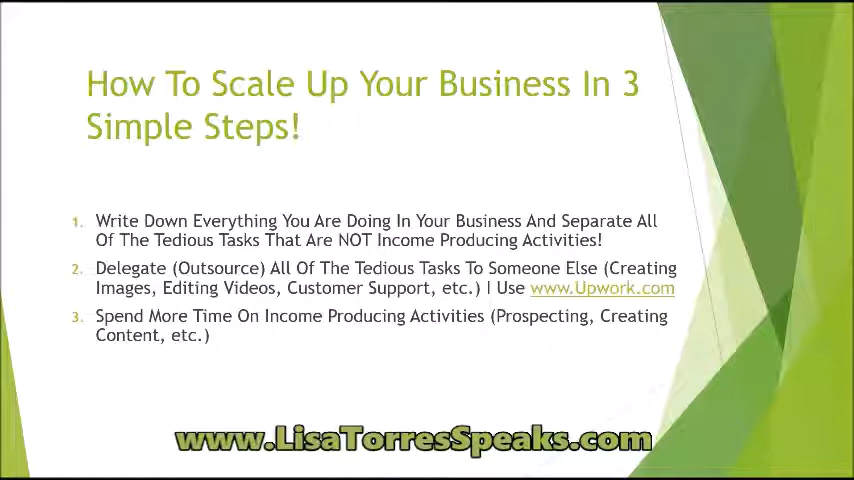 How To Scale Up Your Business In 3
Simple Steps!
1. Write Down Everything You Are Doing In Your Business And Separate All
Of The Tedious Tasks That Are NOT Income Producing Activities!
2. Delegate (Outsource) All Of The Tedious Tasks To Someone Else (Creating
Images, Editing Videos, Customer Support, etc.) I Use www.Upwork.com
3. Spend More Time On Income Producing Activities (Prospecting, Creating
Content, etc.)
www.LisaTorresSpeaks.com